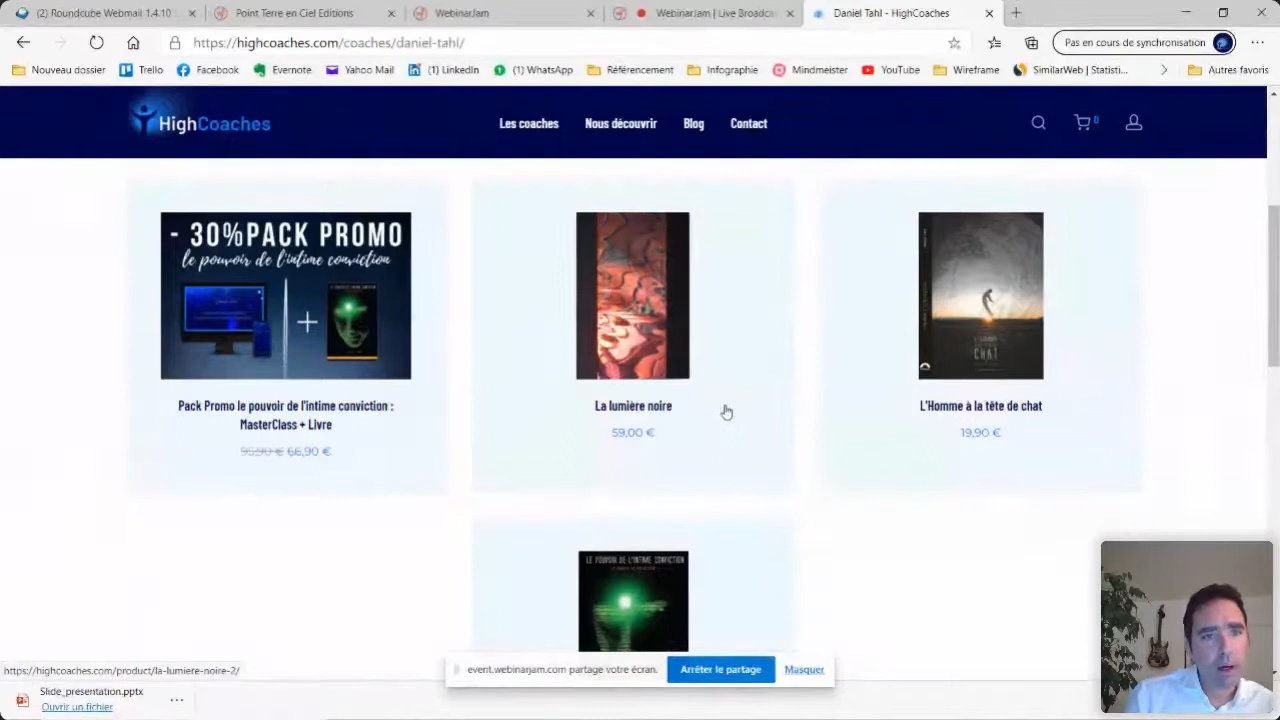 (2) Roundcube Webmail 1.4.10
Point Terre en Ciel Editions
WebinarJam
WebinarJam | Live Broadca
Daniel Tahl - HighCoaches
https://highcoaches.com/coaches/daniel-tahl/
Pas en cours de synchronisation
Nouveau dossier
Trello
Facebook
Evernote
Yahoo Mail
(1) LinkedIn
(1) WhatsApp
Référencement
Infographie
Mindmeister
YouTube
Wireframe
SimilarWeb | Statisti...
Autres favoris
HighCoaches
Les coaches
Nous découvrir
Blog
Contact
0
- 30%PACK PROMO
le pouvoir de l'intime conviction
+
CHAT
Pack Promo le pouvoir de l'intime conviction :
MasterClass + Livre
95,90 € 66,90 €
La lumière noire
59,00 €
L'Homme à la tête de chat
19,90 €
LE POUVOIR DE L'INTIME CONVICTION
https://highcoaches.com/product/la-lumiere-noire-2/
event.webinarjam.com partage votre écran.
Arrêter le partage
Masquer
Slide_presentation.pptx
Ouvrir un fichier